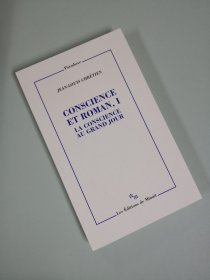 Paradoxe
JEAN-LOUIS CHRÉTIEN
CONSCIENCE
ET ROMAN, I
LA CONSCIENCE
AU GRAND JOUR
Les Éditions de Minuit